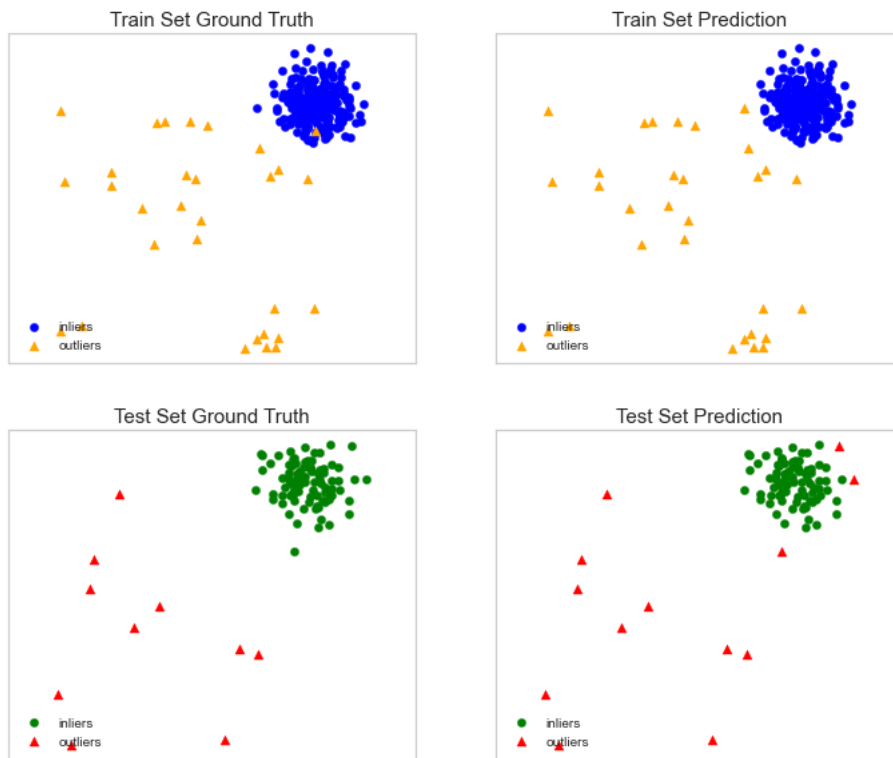 Train Set Ground Truth
Train Set Prediction
inliers
outliers
inliers
outliers
Test Set Ground Truth
Test Set Prediction
inliers
outliers
inliers
outliers